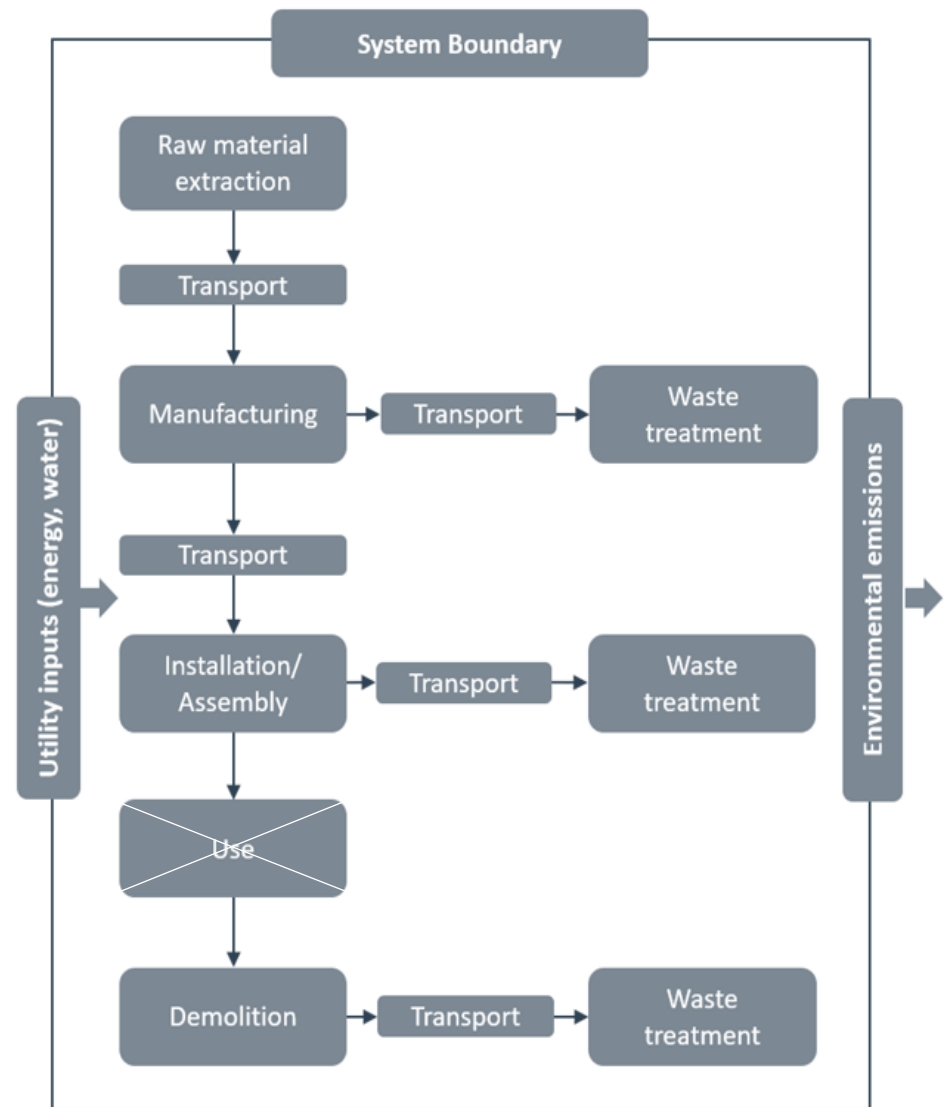 System Boundary
Raw material
extraction
Transport
Manufacturing
Transport
Waste
treatment
Utility inputs (energy, water)
Environmental emissions
Transport
Installation/
Assembly
Transport
Waste
treatment
Use
Demolition
Transport
Waste
treatment